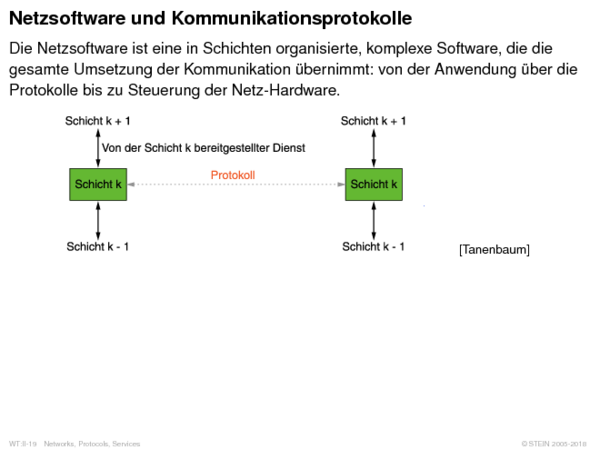 Netzsoftware und Kommunikationsprotokolle
Die Netzsoftware ist eine in Schichten organisierte, komplexe Software, die die
gesamte Umsetzung der Kommunikation übernimmt: von der Anwendung über die
Protokolle bis zu Steuerung der Netz-Hardware.
Schicht k + 1 Schicht k + 1
Von der Schicht k bereitgestellter Dienst
Schicht k Protokoll Schicht k
Schicht k - 1 Schicht k - 1
[Tanenbaum]
WT:II-19 Networks, Protocols, Services © STEIN 2005-2018